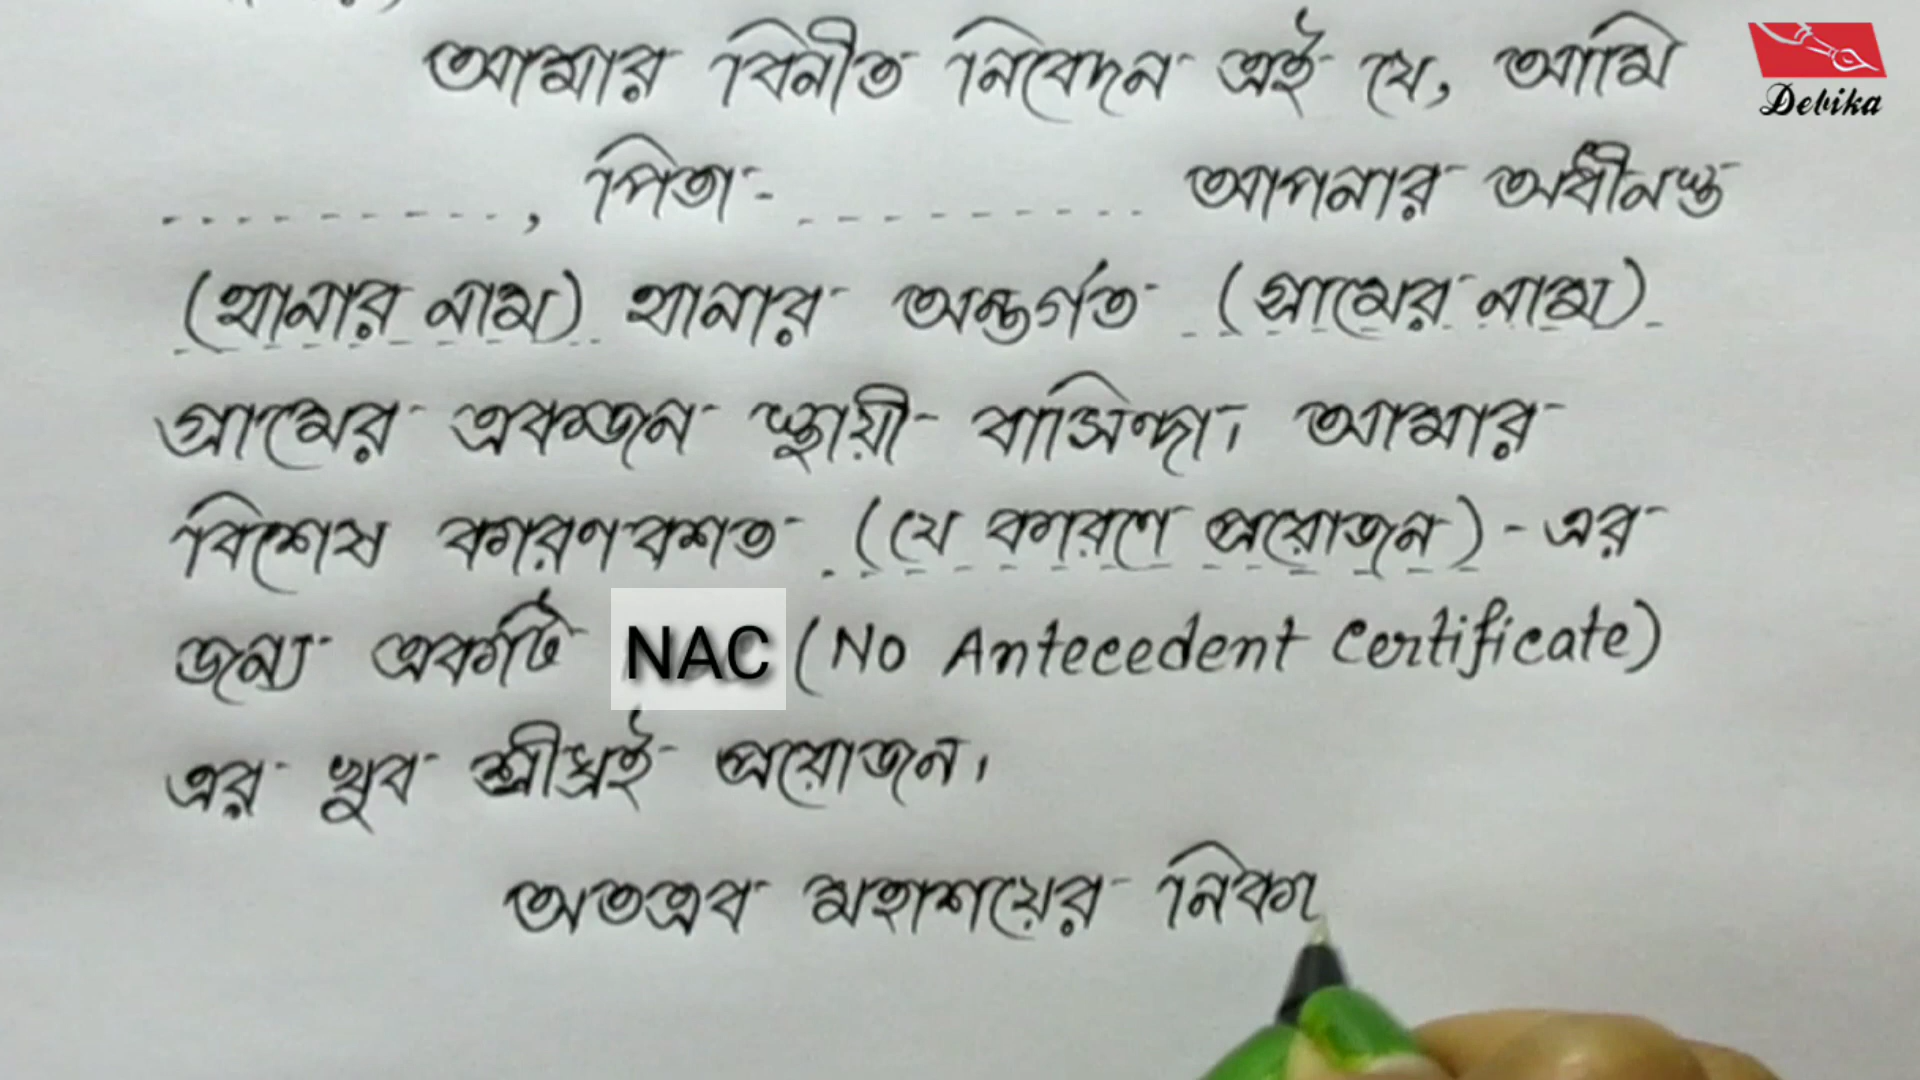 আমার বিনীত নিবেদন এই যে, আমি
Debika
.........., পিতা:- .......... আপনার অধীনস্ত
(থানার নাম) থানার অন্তর্গত (গ্রামের নাম)
গ্রামের একজন স্থায়ী বাসিন্দা। আমার
বিশেষ কারণবশত (যে কারণে প্রয়োজন) - এর
জন্য একটি NAC (No Antecedent Certificate)
এর খুব শ্রীঘ্রই প্রয়োজন।
অতএব মহাশয়ের নিকা